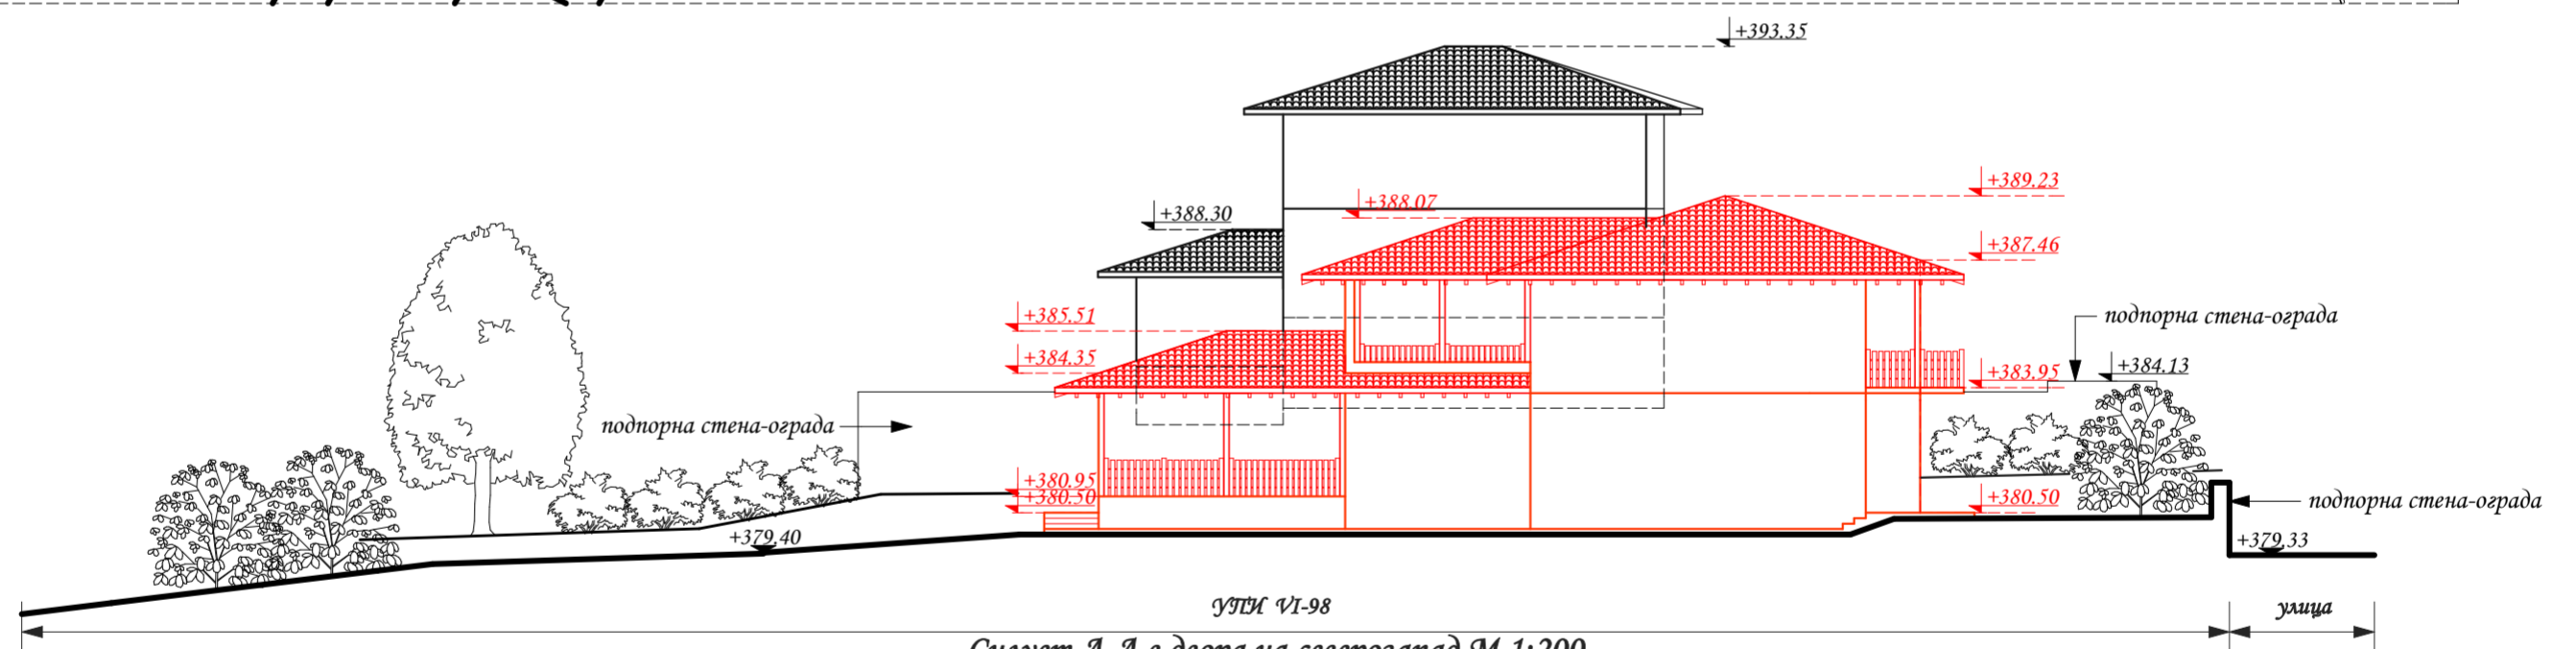 +393.35
+389.23
+388.07
+388.30
+387.46
+385.51
подпорна стена-ограда
+384.35
+383.95
+384.13
подпорна стена-ограда
+380.95
+380.50
+380.50
подпорна стена-ограда
+379.40
+379.33
УПИ VI-98
улица